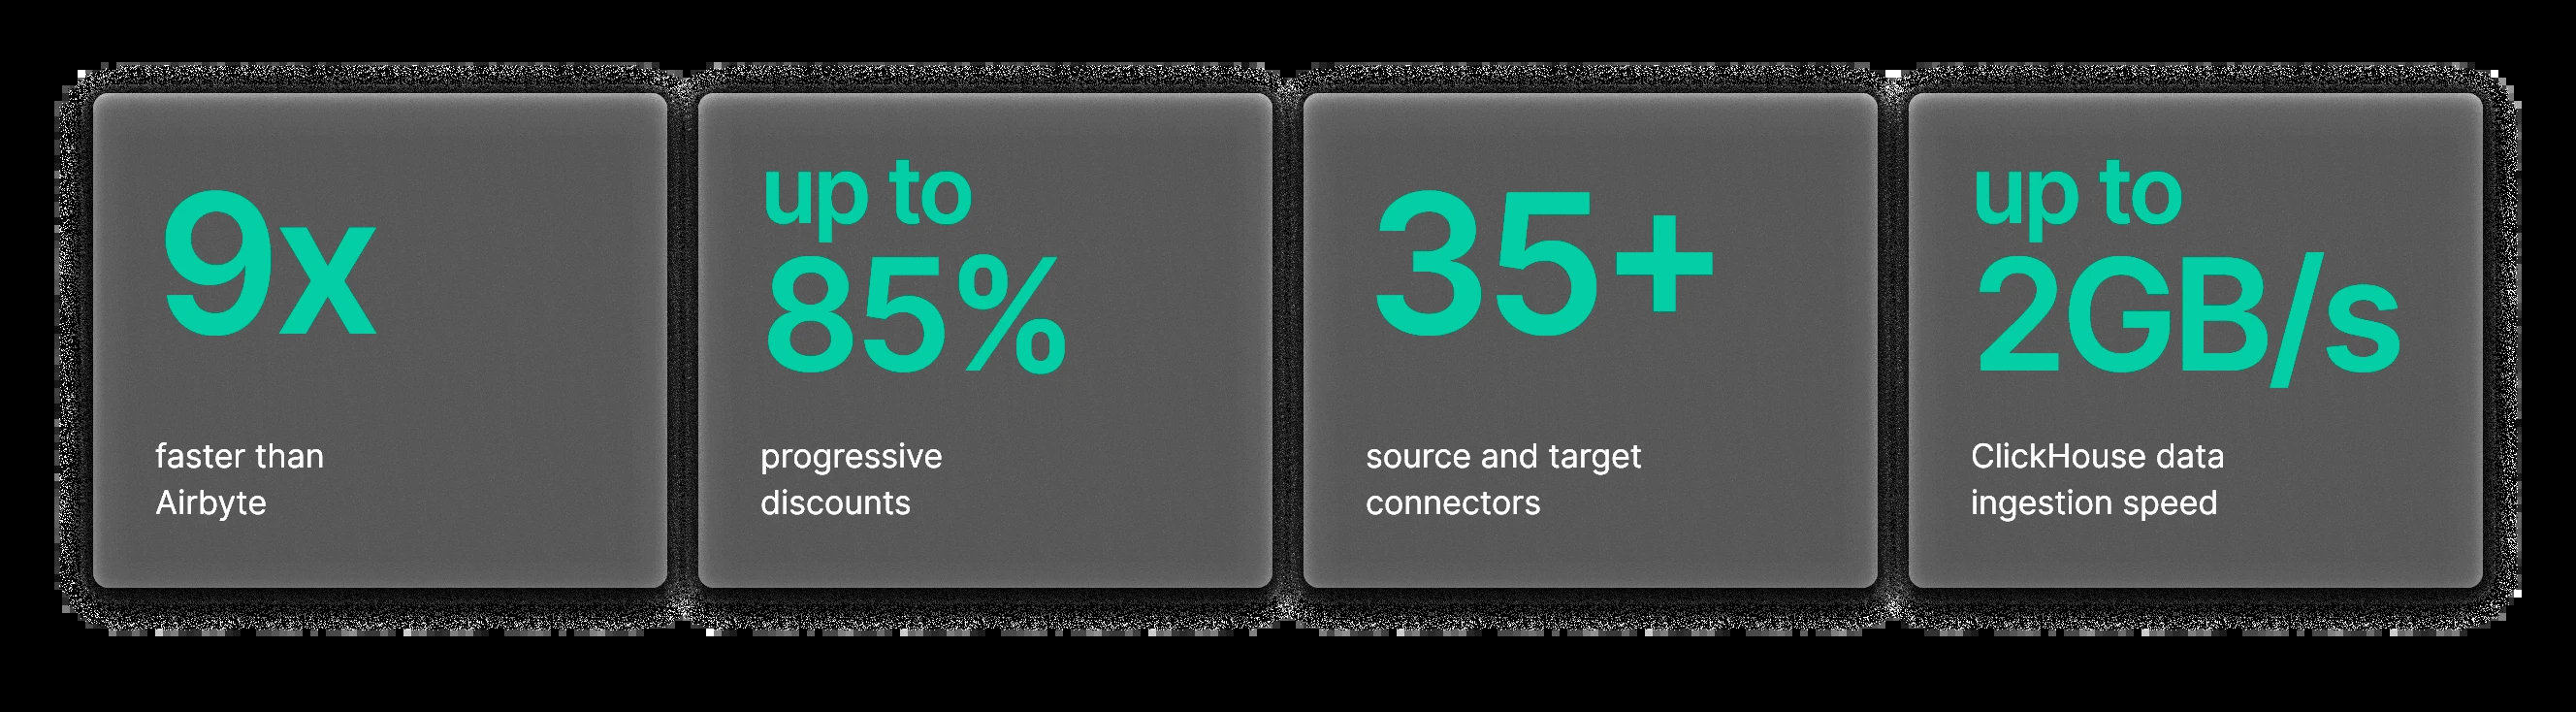 9x
faster than
Airbyte
up to
85%
progressive
discounts
35+
source and target
connectors
up to
2GB/s
ClickHouse data
ingestion speed